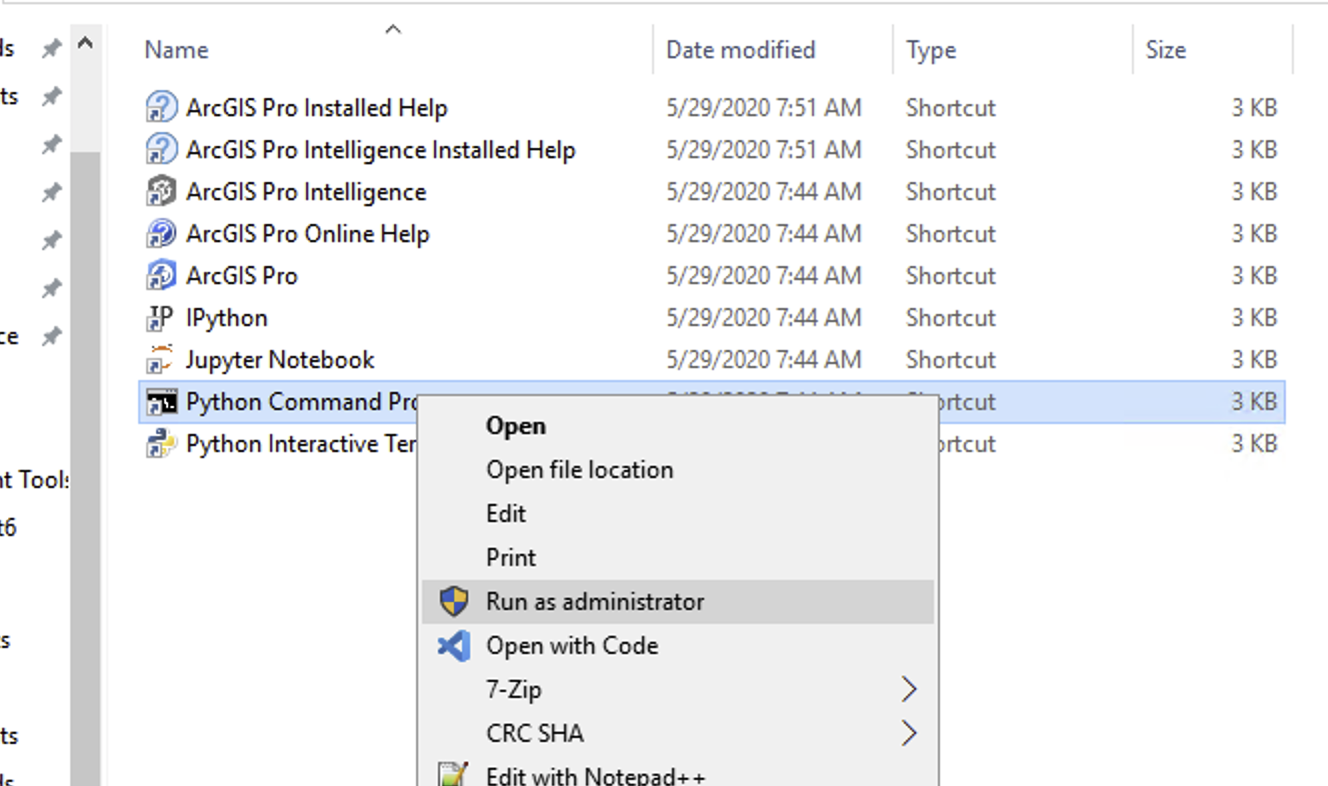 Name Date modified Type Size
ArcGIS Pro Installed Help 5/29/2020 7:51 AM Shortcut 3 KB
ArcGIS Pro Intelligence Installed Help 5/29/2020 7:51 AM Shortcut 3 KB
ArcGIS Pro Intelligence 5/29/2020 7:44 AM Shortcut 3 KB
ArcGIS Pro Online Help 5/29/2020 7:44 AM Shortcut 3 KB
ArcGIS Pro 5/29/2020 7:44 AM Shortcut 3 KB
IPython 5/29/2020 7:44 AM Shortcut 3 KB
Jupyter Notebook 5/29/2020 7:44 AM Shortcut 3 KB
Python Command Pro ortcut 3 KB
Python Interactive Ter ortcut 3 KB
Open
Open file location
Edit
Print
Run as administrator
Open with Code
7-Zip
CRC SHA
Edit with Notepad++
ds
ts
ce
nt Tools
t6
s
ts
ds